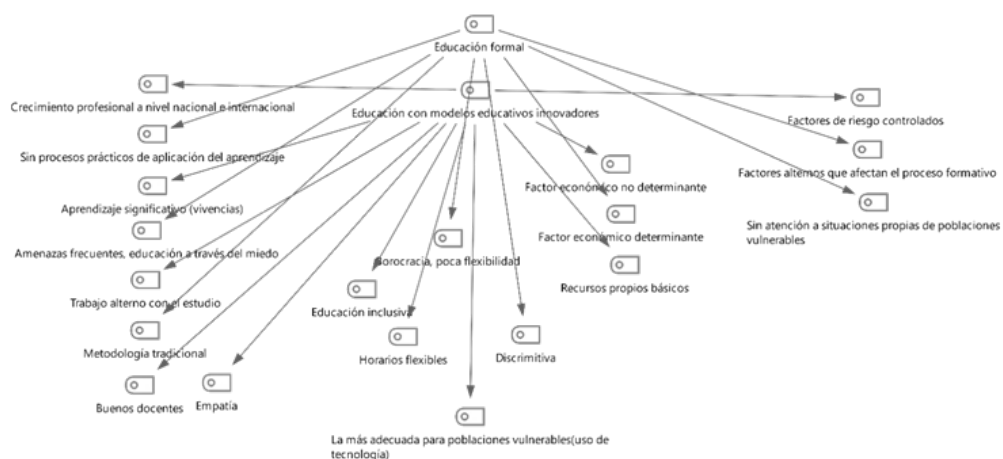 Educación formal
Crecimiento profesional a nivel nacional e internacional
Educación con modelos educativos innovadores
Factores de riesgo controlados
Sin procesos prácticos de aplicación del aprendizaje
Factor económico no determinante
Factores alternos que afectan el proceso formativo
Aprendizaje significativo (vivencias)
Factor económico determinante
Sin atención a situaciones propias de poblaciones
vulnerables
Amenazas frecuentes, educación a través del miedo
Borocracia, poca flexibilidad
Recursos propios básicos
Trabajo alterno con el estudio
Educación inclusiva
Metodología tradicional
Horarios flexibles
Discrimitiva
Buenos docentes
Empatía
La más adecuada para poblaciones vulnerables(uso de
tecnología)